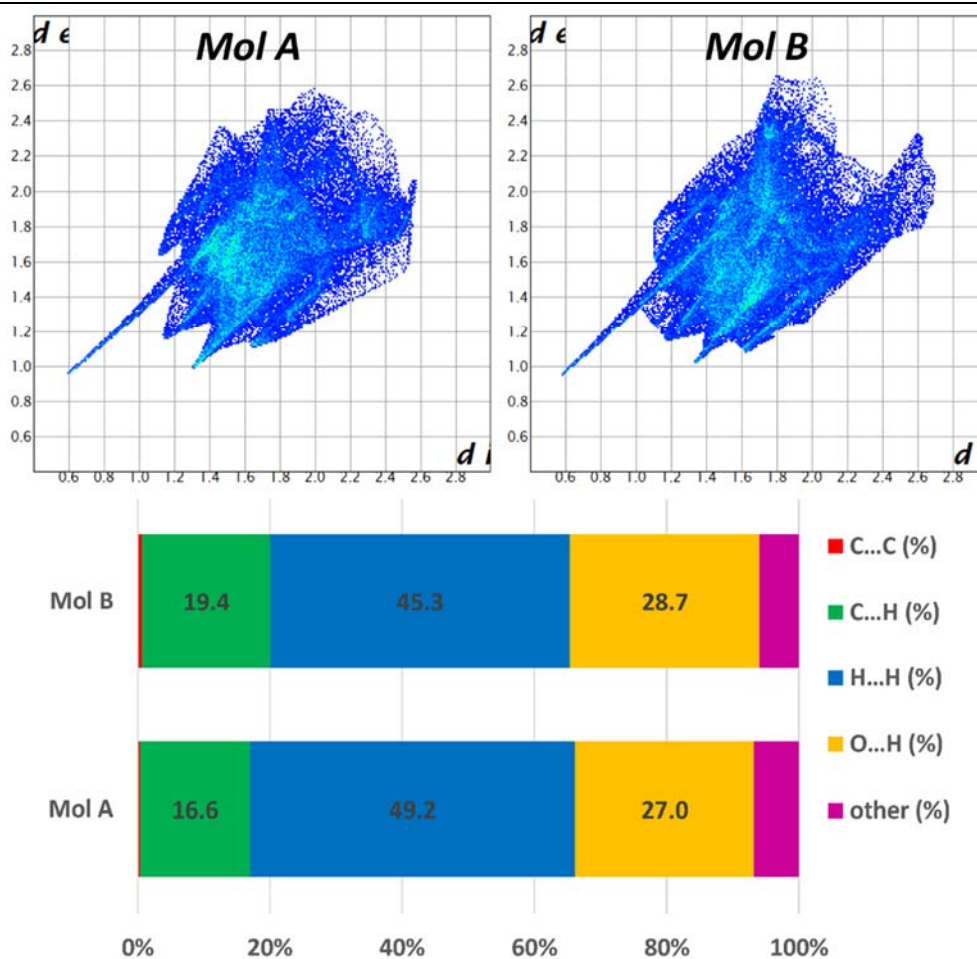 d e
Mol A
2.8
2.6
2.4
2.2
2.0
1.8
1.6
1.4
1.2
1.0
0.8
0.6
d i
0.6 0.8 1.0 1.2 1.4 1.6 1.8 2.0 2.2 2.4 2.6 2.8
d e
Mol B
2.8
2.6
2.4
2.2
2.0
1.8
1.6
1.4
1.2
1.0
0.8
0.6
d
0.6 0.8 1.0 1.2 1.4 1.6 1.8 2.0 2.2 2.4 2.6 2.8
Mol B 19.4 45.3 28.7
Mol A 16.6 49.2 27.0
0% 20% 40% 60% 80% 100%
C...C (%)
C...H (%)
H...H (%)
O...H (%)
other (%)